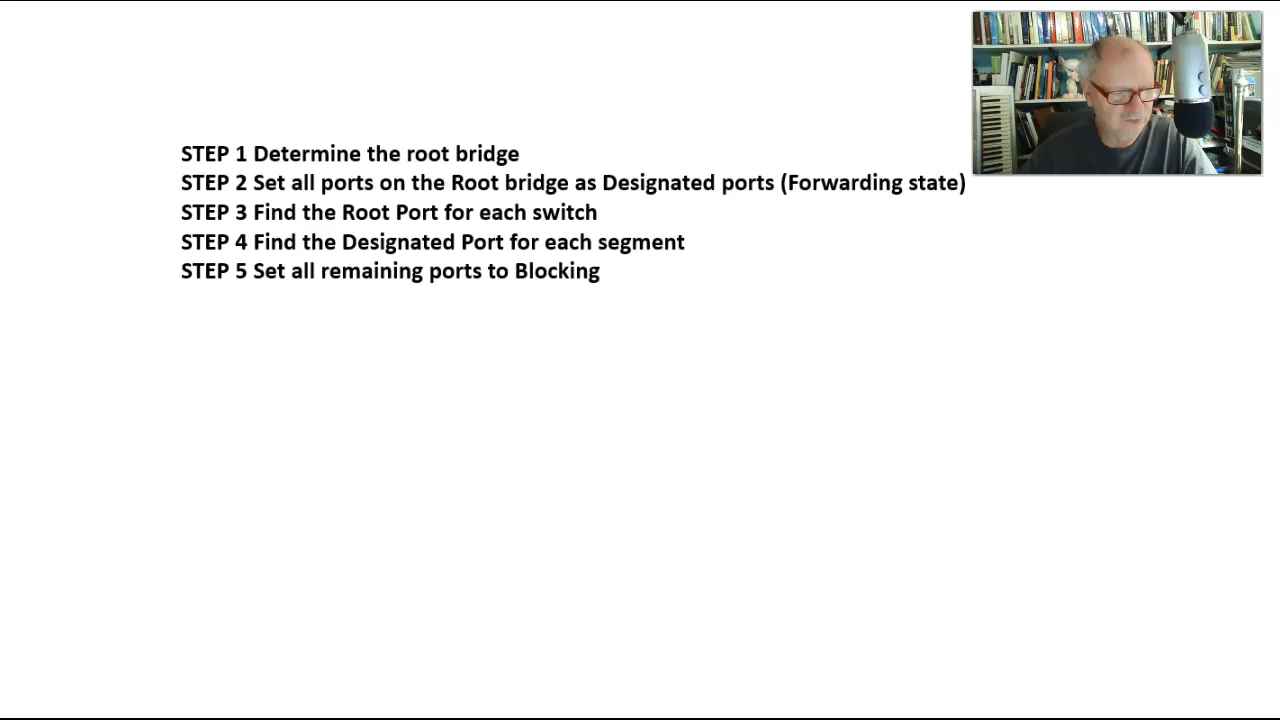 STEP 1 Determine the root bridge
STEP 2 Set all ports on the Root bridge as Designated ports (Forwarding state)
STEP 3 Find the Root Port for each switch
STEP 4 Find the Designated Port for each segment
STEP 5 Set all remaining ports to Blocking